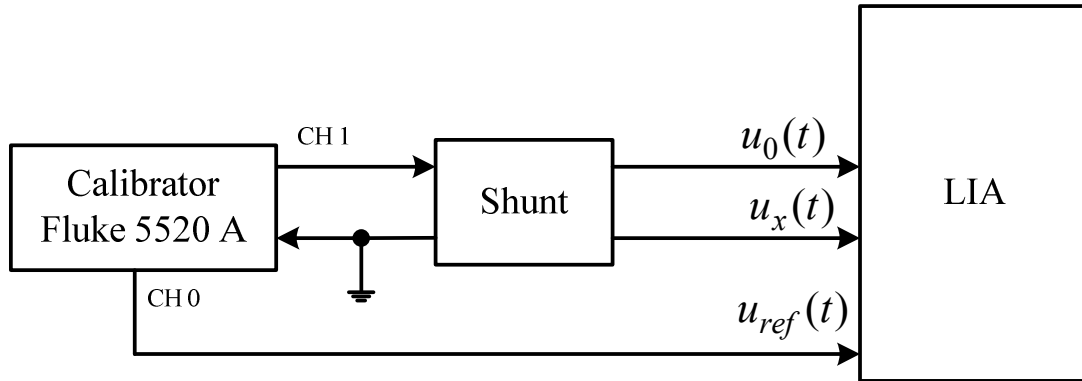 CH 1
u0(t)
Calibrator
Fluke 5520 A
Shunt
ux(t)
LIA
CH 0
uref(t)